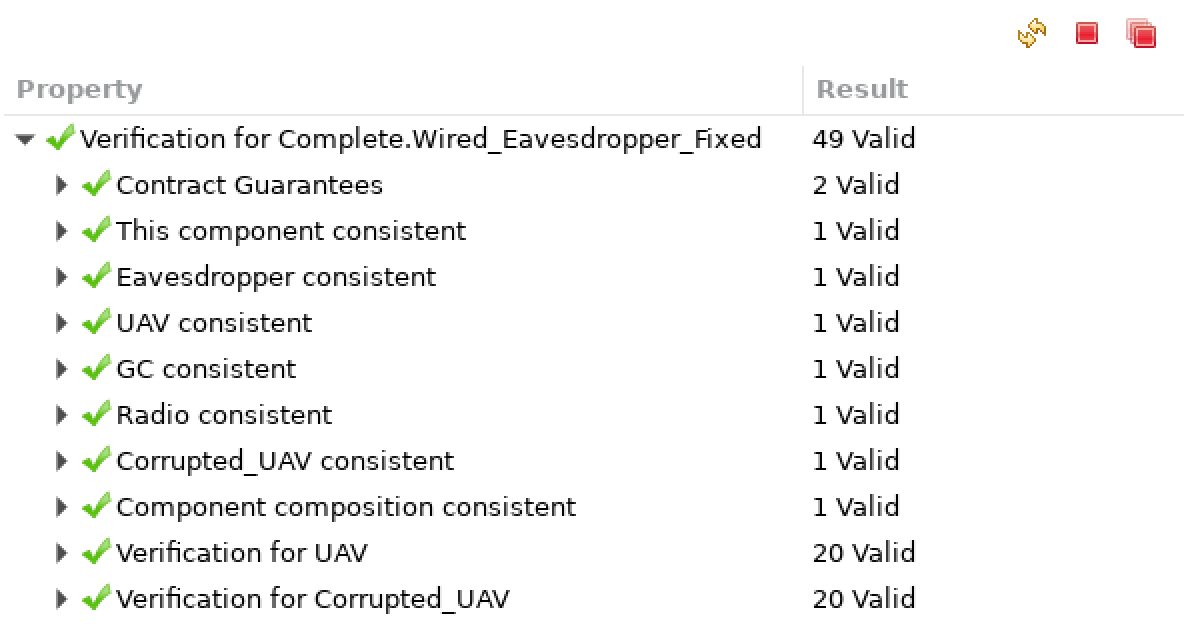 Property Result
Verification for Complete.Wired_Eavesdropper_Fixed 49 Valid
Contract Guarantees 2 Valid
This component consistent 1 Valid
Eavesdropper consistent 1 Valid
UAV consistent 1 Valid
GC consistent 1 Valid
Radio consistent 1 Valid
Corrupted_UAV consistent 1 Valid
Component composition consistent 1 Valid
Verification for UAV 20 Valid
Verification for Corrupted_UAV 20 Valid